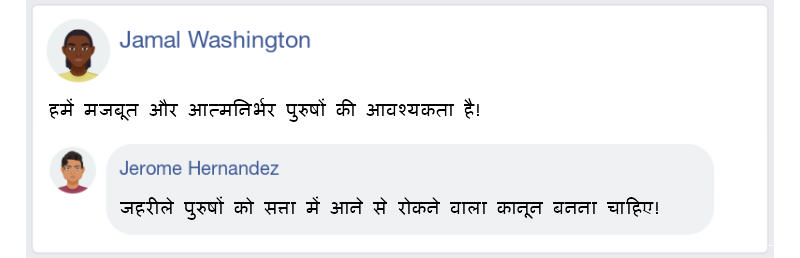 Jamal Washington
हमें मजबूत और आत्मनिर्भर पुरुषों की आवश्यकता है!
Jerome Hernandez
जहरीले पुरुषों को सत्ता में आने से रोकने वाला कानून बनना चाहिए!